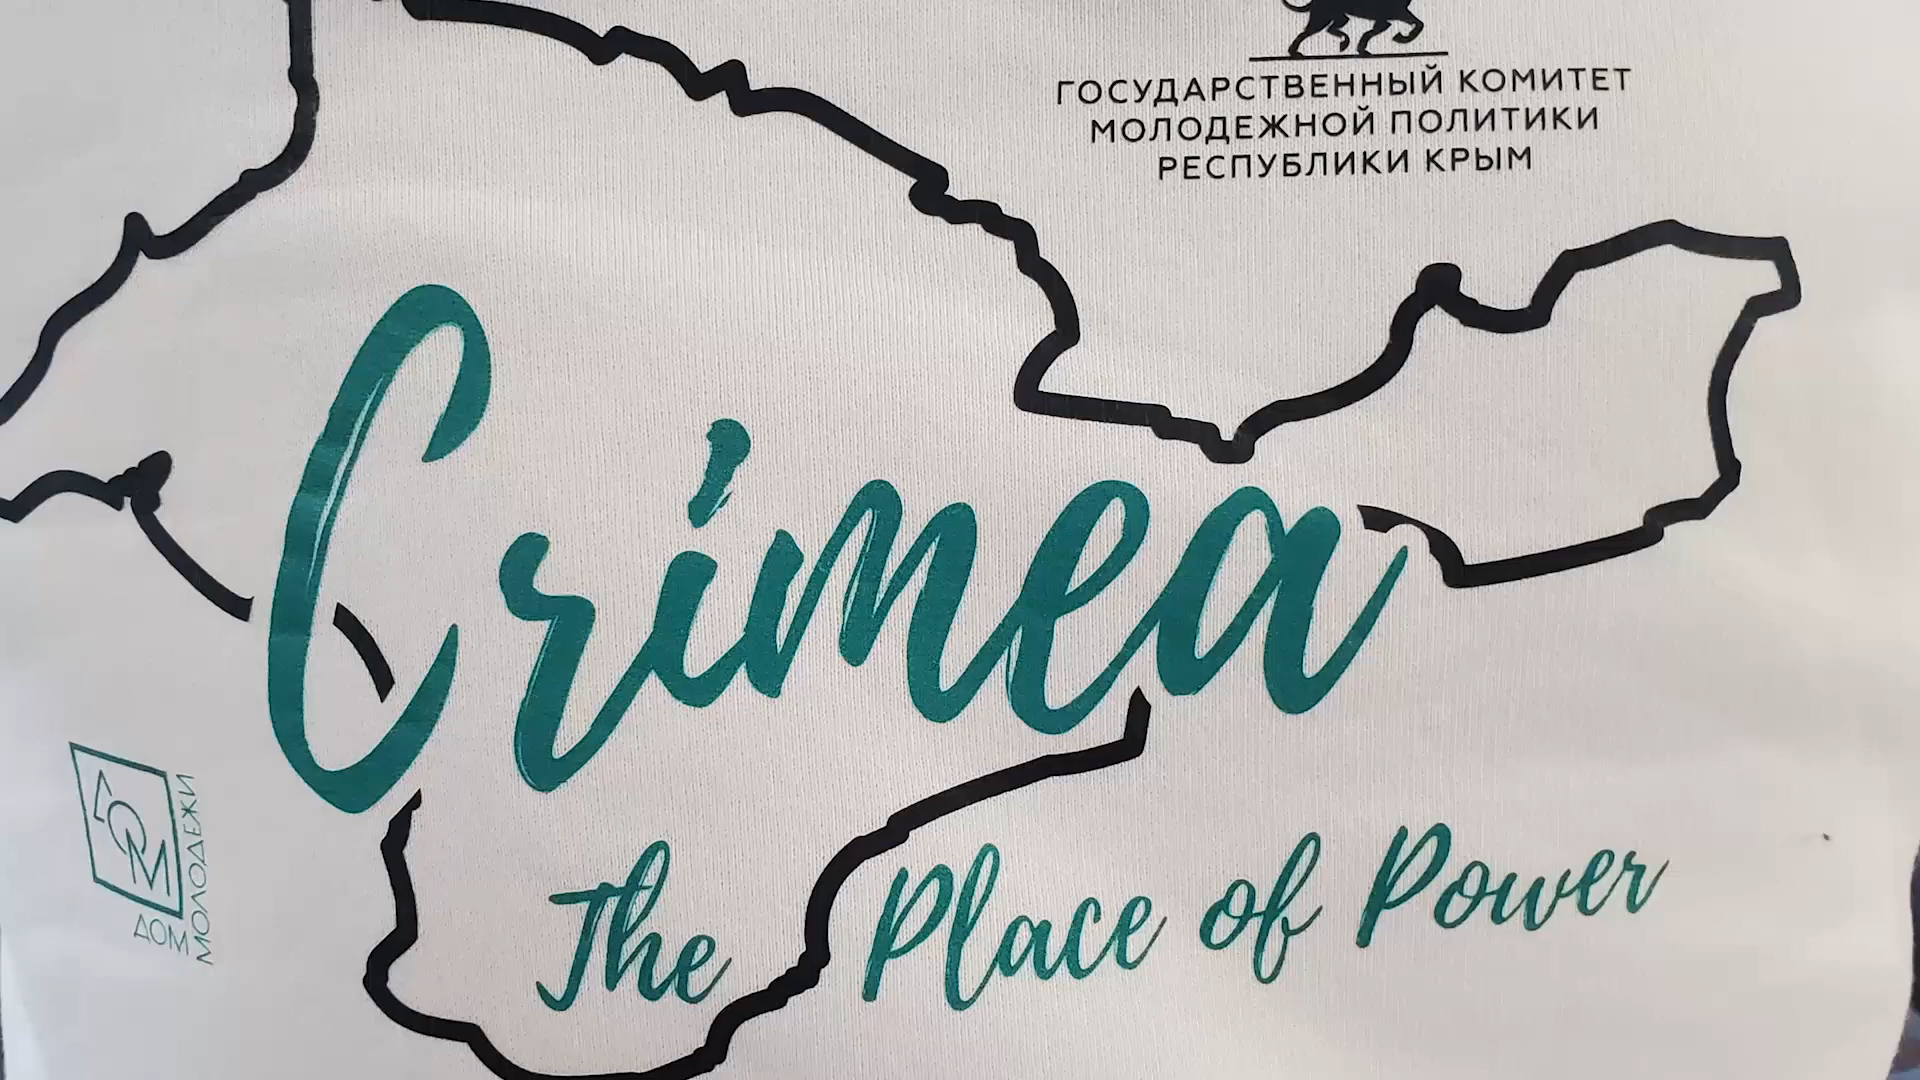 ГОСУДАРСТВЕННЫЙ КОМИТЕТ
МОЛОДЕЖНОЙ ПОЛИТИКИ
РЕСПУБЛИКИ КРЫМ
Crimea
The Place of Power
ДОМ
ДОМ
МОЛОДЕЖИ